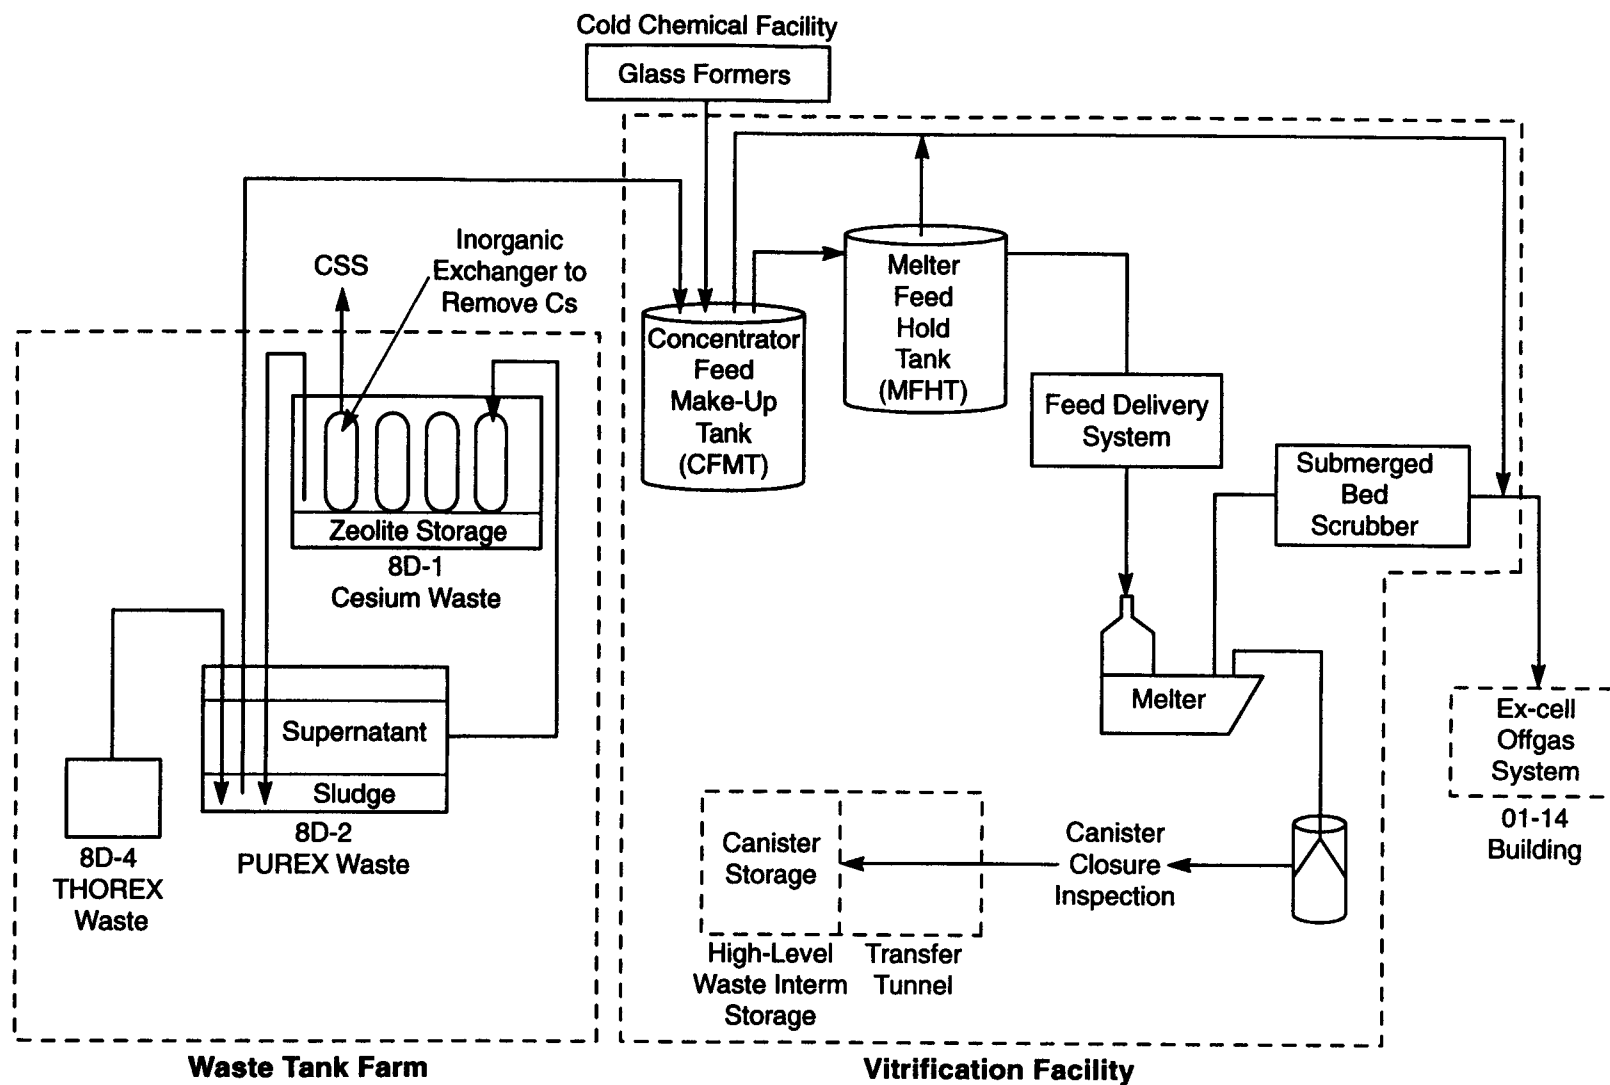 Cold Chemical Facility
Glass Formers
CSS
Inorganic
Exchanger to
Remove Cs
Zeolite Storage
8D-1
Cesium Waste
Supernatant
Sludge
8D-2
PUREX Waste
8D-4
THOREX
Waste
Waste Tank Farm
Concentrator
Feed
Make-Up
Tank
(CFMT)
Melter
Feed
Hold
Tank
(MFHT)
Feed Delivery
System
Submerged
Bed
Scrubber
Melter
Ex-cell
Offgas
System
01-14
Building
Canister
Closure
Inspection
Canister
Storage
High-Level
Waste Interm
Storage
Transfer
Tunnel
Vitrification Facility